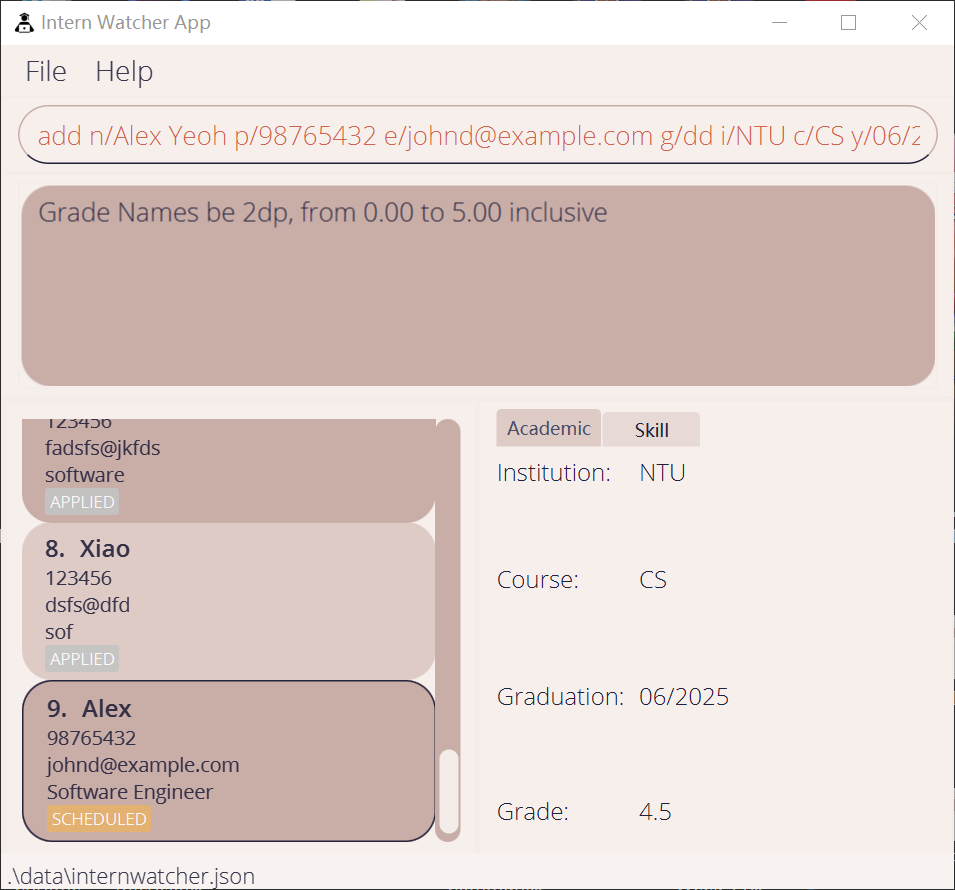 Intern Watcher App
File Help
add n/Alex Yeoh p/98765432 e/johnd@example.com g/dd i/NTU c/CS y/06/2
Grade Names be 2dp, from 0.00 to 5.00 inclusive
123456
fadsfs@jkfds
software
APPLIED
8. Xiao
123456
dsfs@dfd
sof
APPLIED
9. Alex
98765432
johnd@example.com
Software Engineer
SCHEDULED
Academic Skill
Institution: NTU
Course: CS
Graduation: 06/2025
Grade: 4.5
.\data\internwatcher.json